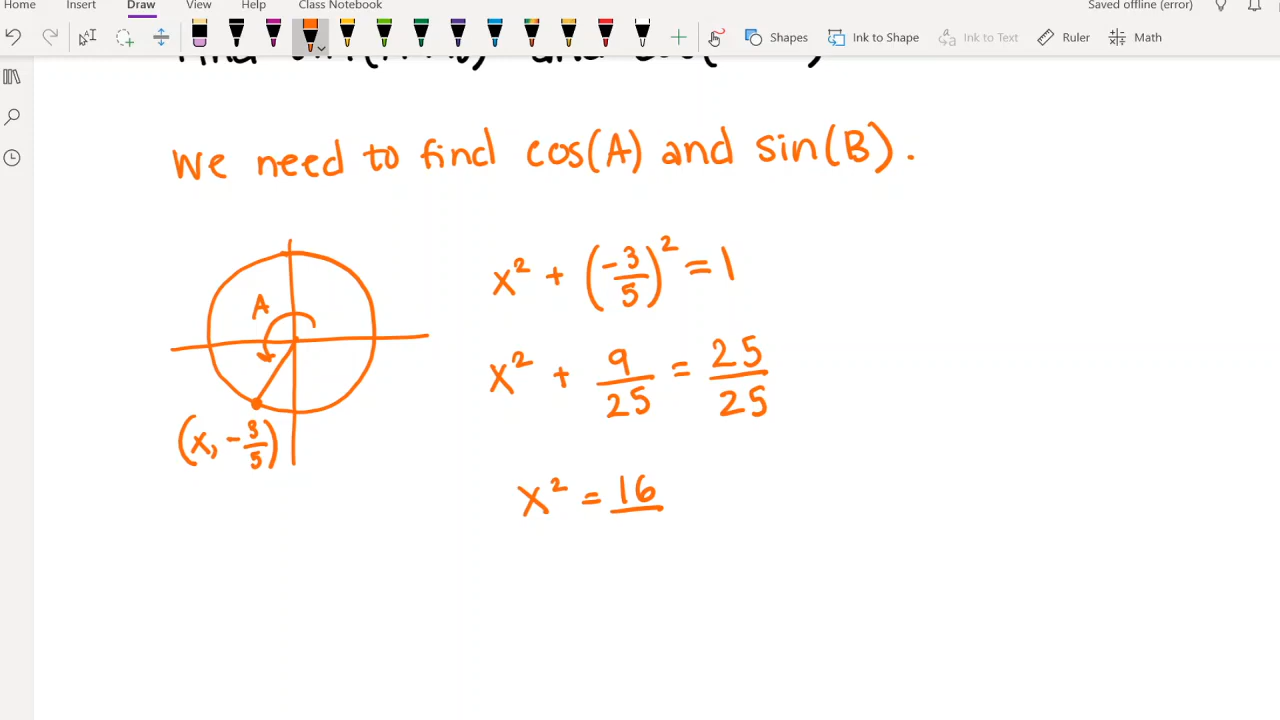 Home Insert Draw View Help Class Notebook Saved offline (error)
Shapes Ink to Shape Ink to Text Ruler Math
We need to find cos(A) and sin(B).
A
(x, -3/5)
x² + (-3/5)² = 1
x² + 9/25 = 25/25
x² = 16